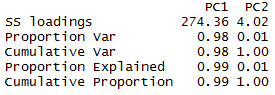 PC1 PC2
SS loadings 274.36 4.02
Proportion Var 0.98 0.01
Cumulative Var 0.98 1.00
Proportion Explained 0.99 0.01
Cumulative Proportion 0.99 1.00